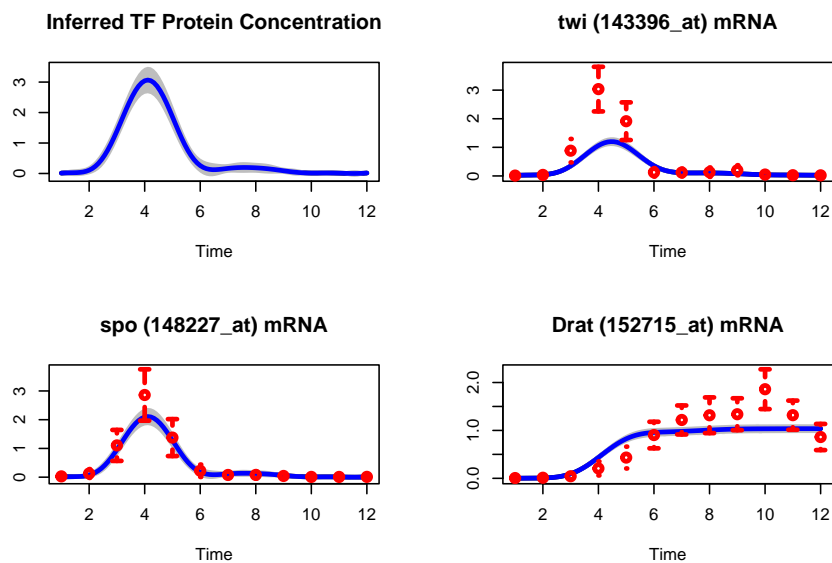 Inferred TF Protein Concentration
0 1 2 3
2 4 6 8 10 12
Time
twi (143396_at) mRNA
0 1 2 3
2 4 6 8 10 12
Time
spo (148227_at) mRNA
0 1 2 3
2 4 6 8 10 12
Time
Drat (152715_at) mRNA
0.0 1.0 2.0
2 4 6 8 10 12
Time